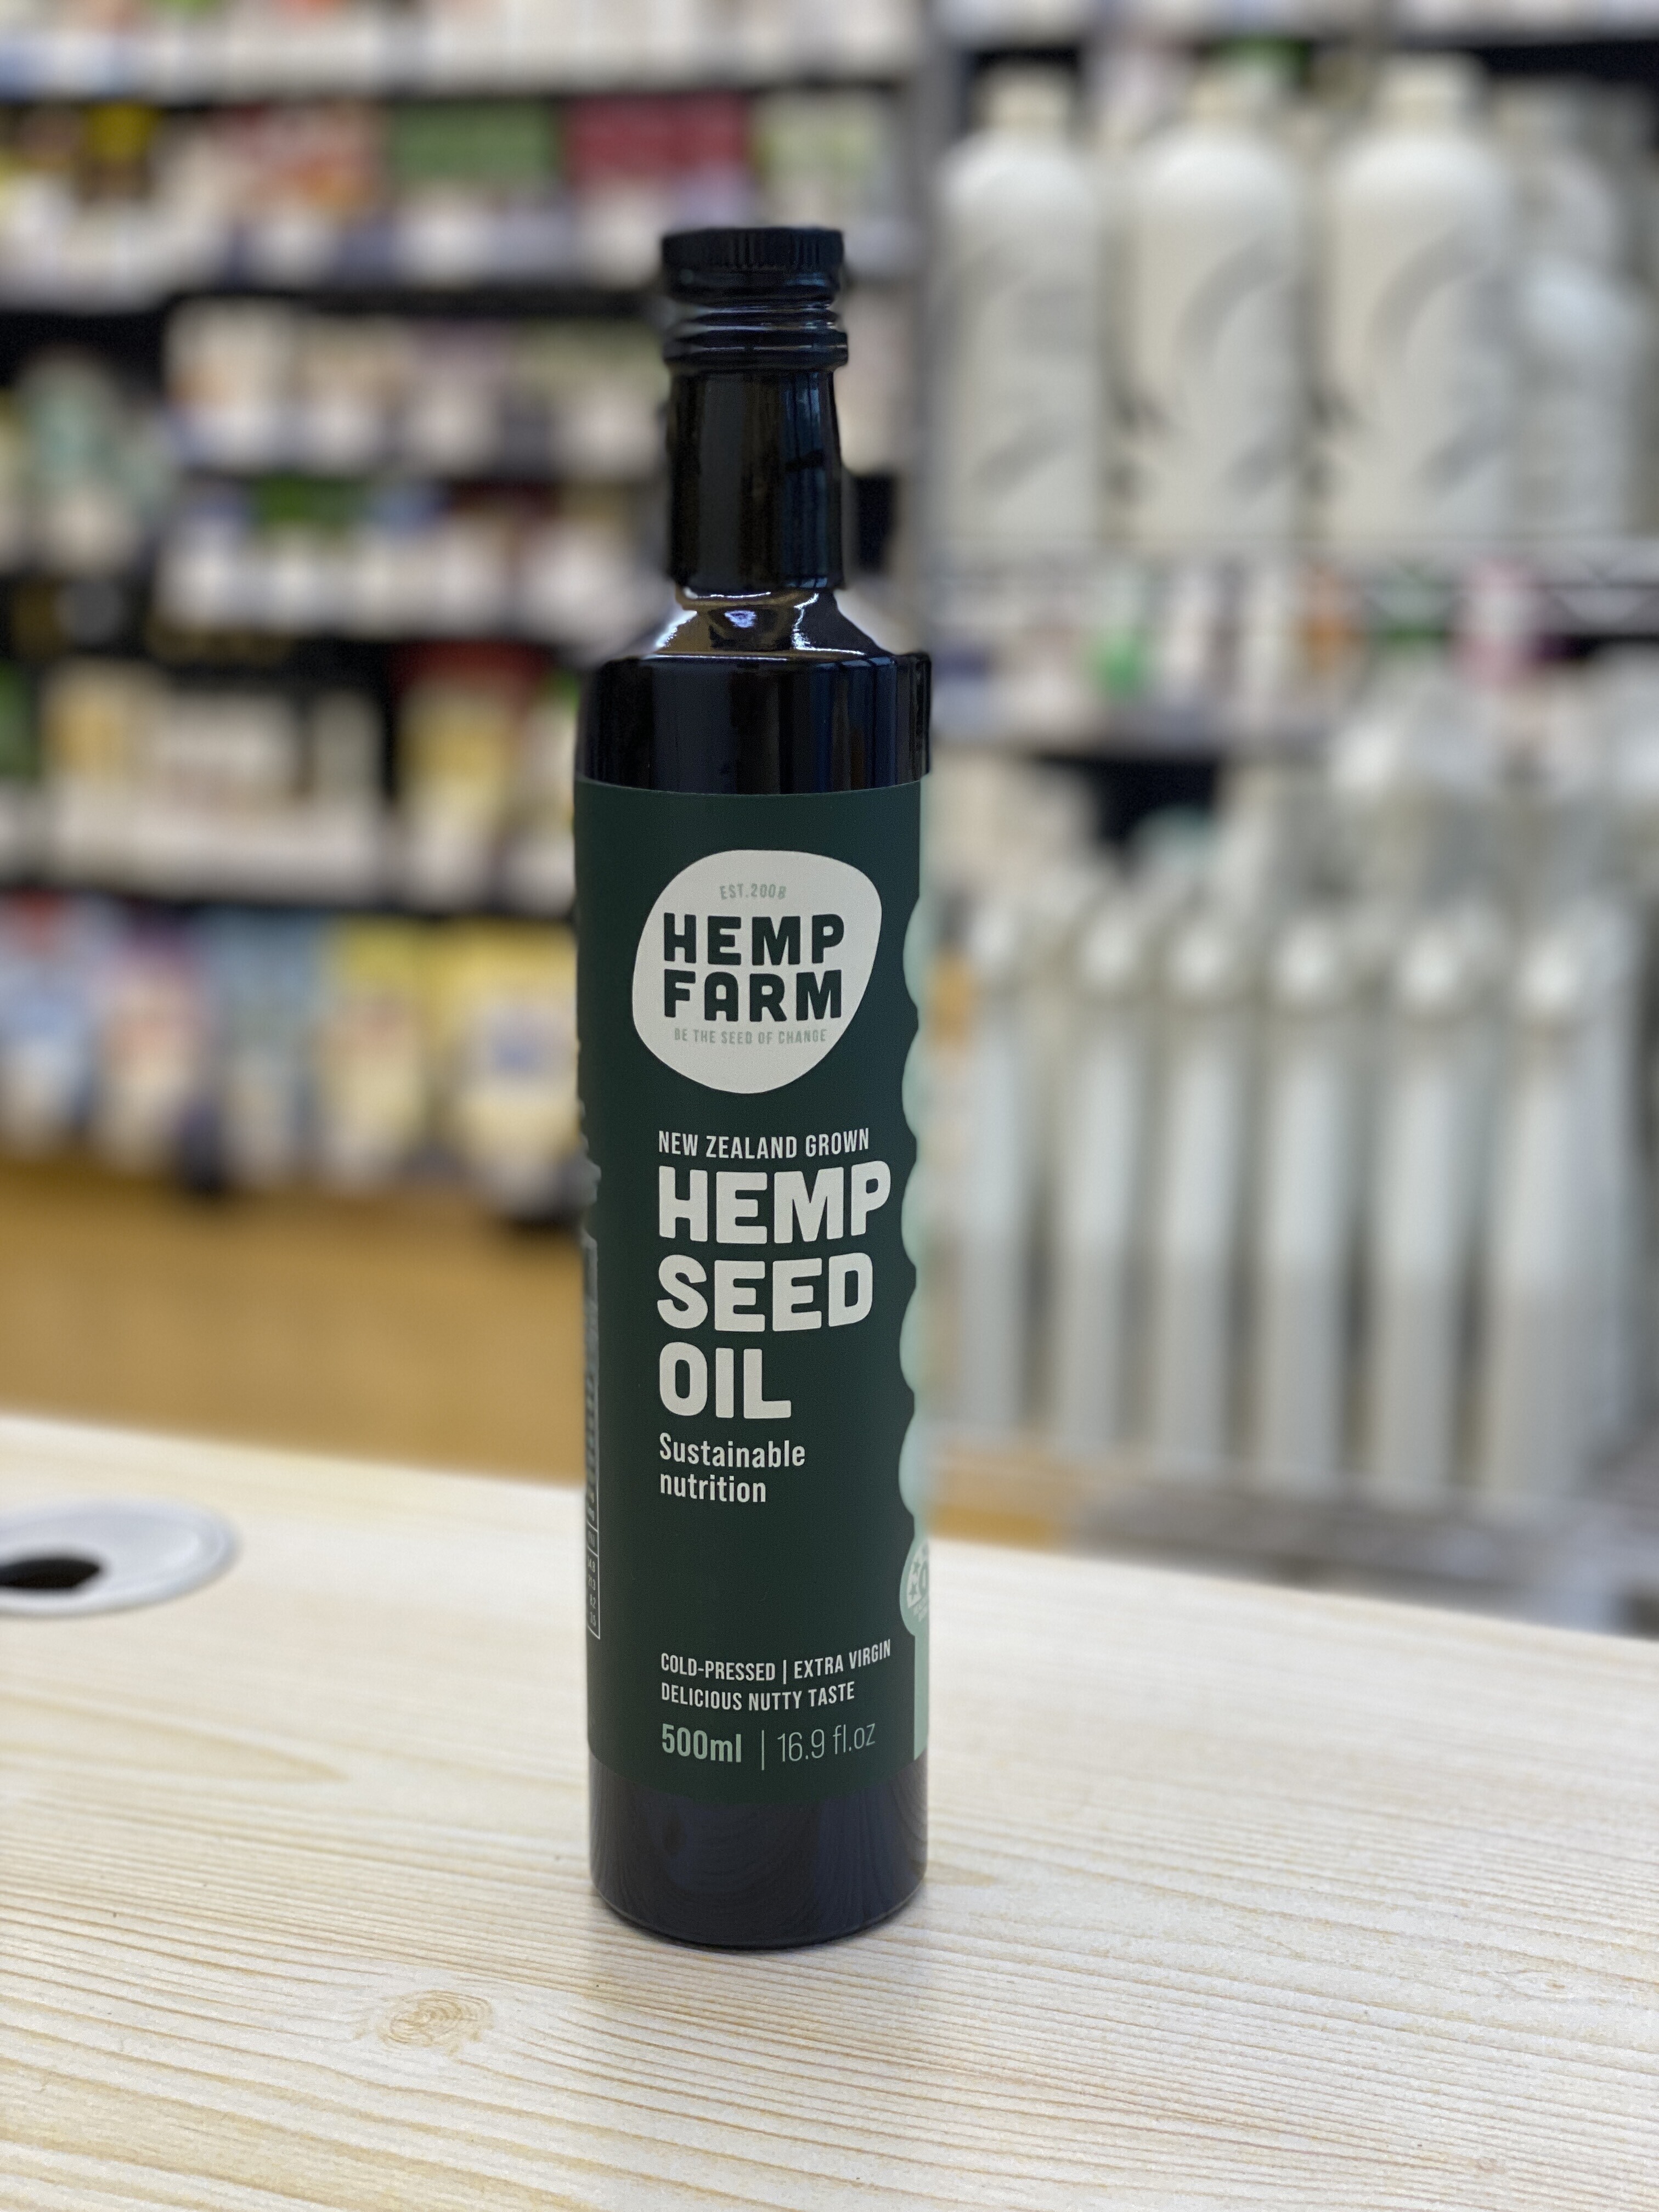 EST.2008
HEMP
FARM
BE THE SEED OF CHANGE
NEW ZEALAND GROWN
HEMP
SEED
OIL
Sustainable
nutrition
COLD-PRESSED | EXTRA VIRGIN
DELICIOUS NUTTY TASTE
500ml | 16.9 fl.oz